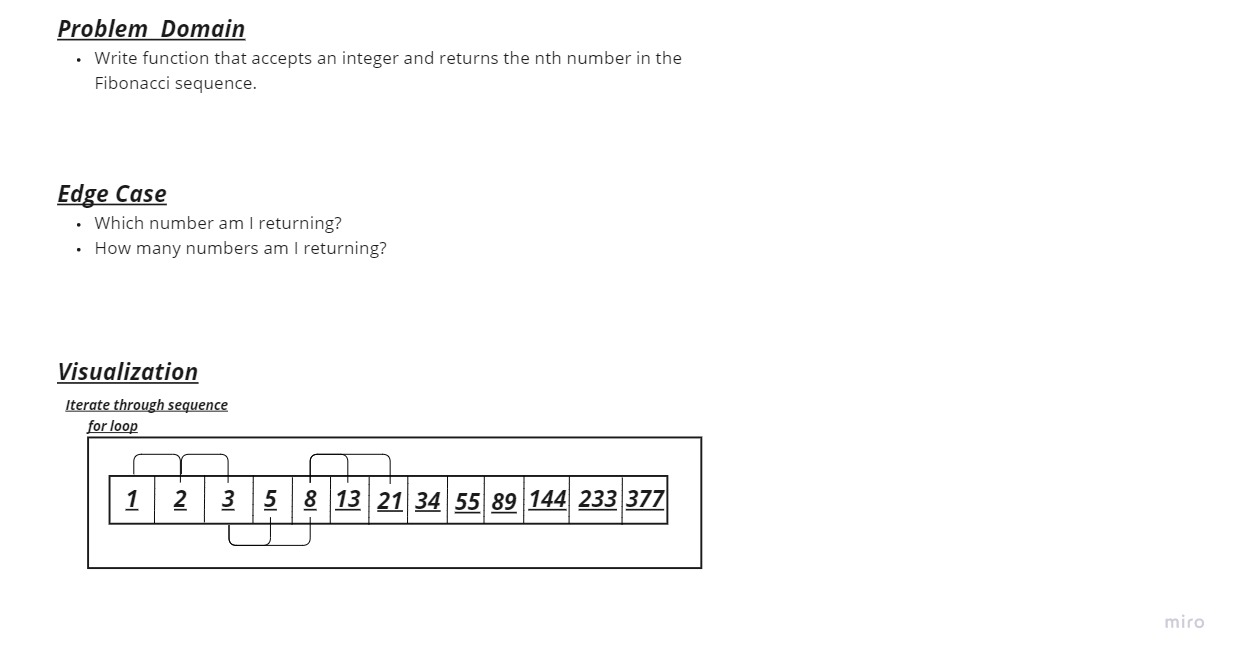 Problem Domain
• Write function that accepts an integer and returns the nth number in the
Fibonacci sequence.
Edge Case
• Which number am I returning?
• How many numbers am I returning?
Visualization
Iterate through sequence
for loop
1 2 3 5 8 13 21 34 55 89 144 233 377
miro